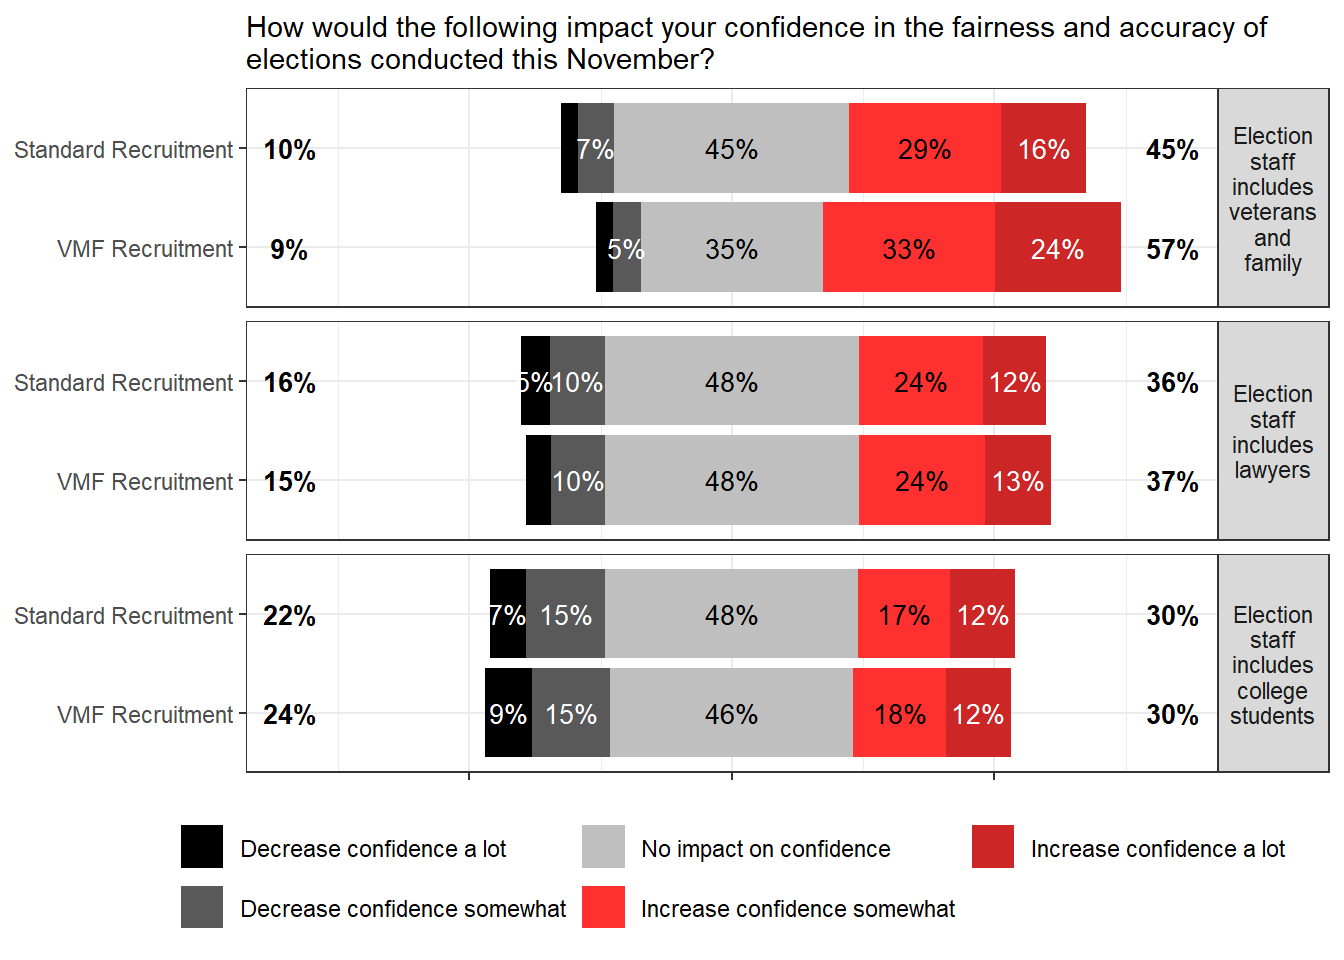 How would the following impact your confidence in the fairness and accuracy of
elections conducted this November?
Standard Recruitment 10% 7% 45% 29% 16% 45%
VMF Recruitment 9% 5% 35% 33% 24% 57%
Election
staff
includes
veterans
and
family
Standard Recruitment 16% 5% 10% 48% 24% 12% 36%
VMF Recruitment 15% 10% 48% 24% 13% 37%
Election
staff
includes
lawyers
Standard Recruitment 22% 7% 15% 48% 17% 12% 30%
VMF Recruitment 24% 9% 15% 46% 18% 12% 30%
Election
staff
includes
college
students
Decrease confidence a lot No impact on confidence Increase confidence a lot
Decrease confidence somewhat Increase confidence somewhat